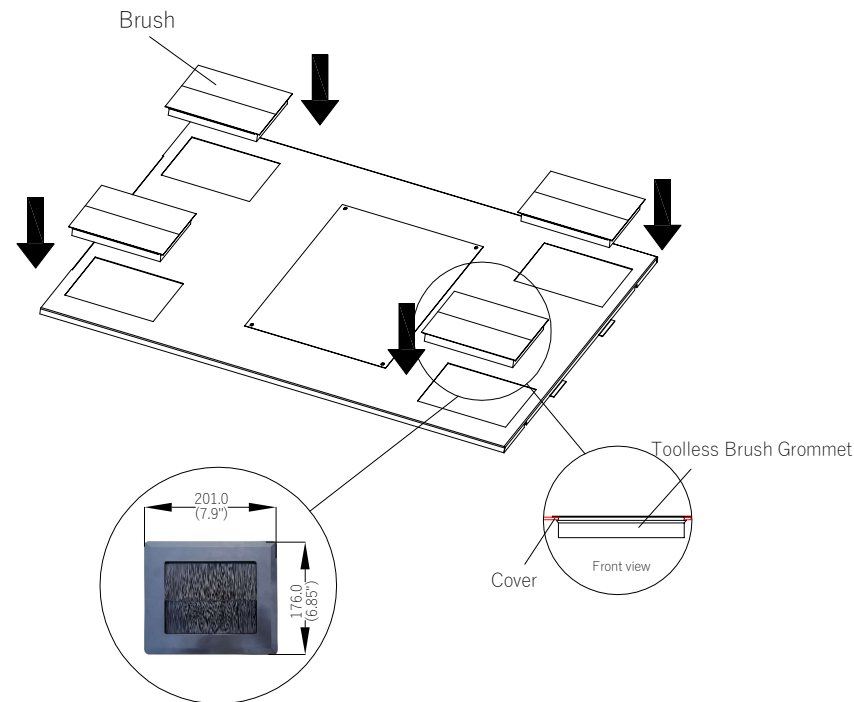 Brush
Toolless Brush Grommet
201.0
(7.9")
176.0
(6.85")
Front view
Cover